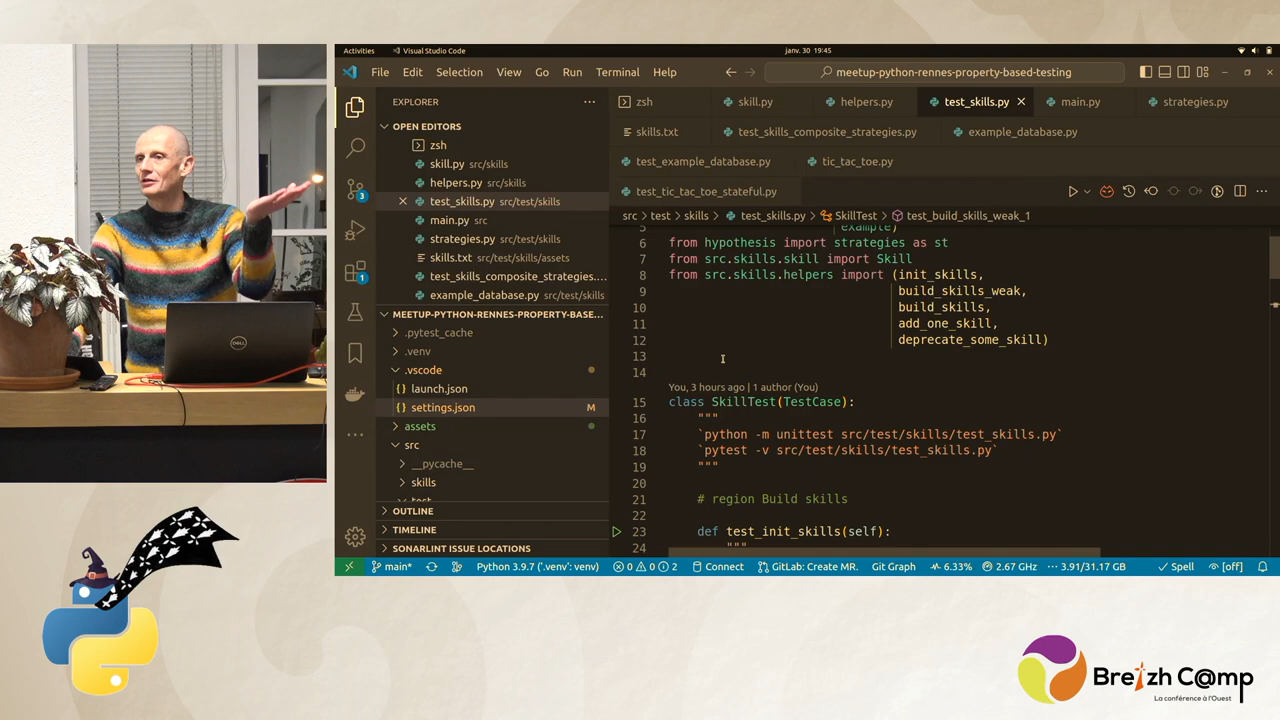 Activities
Visual Studio Code
janv. 30 19:45
File Edit Selection View Go Run Terminal Help
meetup-python-rennes-property-based-testing
EXPLORER
OPEN EDITORS
zsh
skill.py src/skills
helpers.py src/skills
test_skills.py src/test/skills
main.py src
strategies.py src/test/skills
skills.txt src/test/skills/assets
test_skills_composite_strategies....
example_database.py src/test/skills
MEETUP-PYTHON-RENNES-PROPERTY-BASE...
.pytest_cache
.venv
.vscode
launch.json
settings.json M
assets
src
__pycache__
skills
test
OUTLINE
TIMELINE
SONARLINT ISSUE LOCATIONS
3
1
zsh skill.py helpers.py test_skills.py main.py strategies.py
skills.txt test_skills_composite_strategies.py example_database.py
test_example_database.py tic_tac_toe.py
test_tic_tac_toe_stateful.py
src > test > skills > test_skills.py > SkillTest > test_build_skills_weak_1
5 example)
6 from hypothesis import strategies as st
7 from src.skills.skill import Skill
8 from src.skills.helpers import (init_skills,
9 build_skills_weak,
10 build_skills,
11 add_one_skill,
12 deprecate_some_skill)
13
14
You, 3 hours ago | 1 author (You)
15 class SkillTest(TestCase):
16 """
17 `python -m unittest src/test/skills/test_skills.py`
18 `pytest -v src/test/skills/test_skills.py`
19 """
20
21 # region Build skills
22
23 def test_init_skills(self):
24 """
main* Python 3.9.7 ('.venv': venv) 0 0 2 Connect GitLab: Create MR. Git Graph 6.33% 2.67 GHz 3.91/31.17 GB Spell [off]
DELL
Breizh C@mp
La conférence à l'Ouest